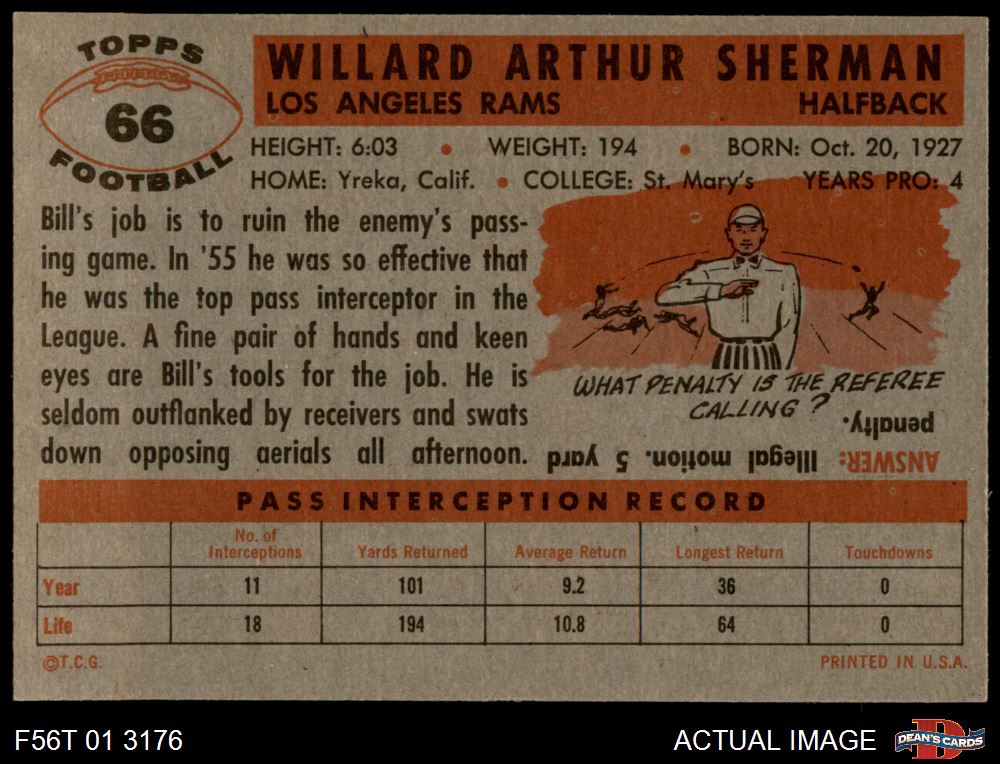 TOPPS
66
FOOTBALL
WILLARD ARTHUR SHERMAN
LOS ANGELES RAMS HALFBACK
HEIGHT: 6:03 • WEIGHT: 194 • BORN: Oct. 20, 1927
HOME: Yreka, Calif. • COLLEGE: St. Mary's YEARS PRO: 4
Bill's job is to ruin the enemy's pass-
ing game. In '55 he was so effective that
he was the top pass interceptor in the
League. A fine pair of hands and keen
eyes are Bill's tools for the job. He is
seldom outflanked by receivers and swats
down opposing aerials all afternoon.
WHAT PENALTY IS THE REFEREE
CALLING?
ANSWER: Illegal motion. 5 yard
penalty.
PASS INTERCEPTION RECORD
No. of
Interceptions Yards Returned Average Return Longest Return Touchdowns
Year 11 101 9.2 36 0
Life 18 194 10.8 64 0
©T.C.G. PRINTED IN U.S.A.
F56T 01 3176 ACTUAL IMAGE DEAN'S CARDS